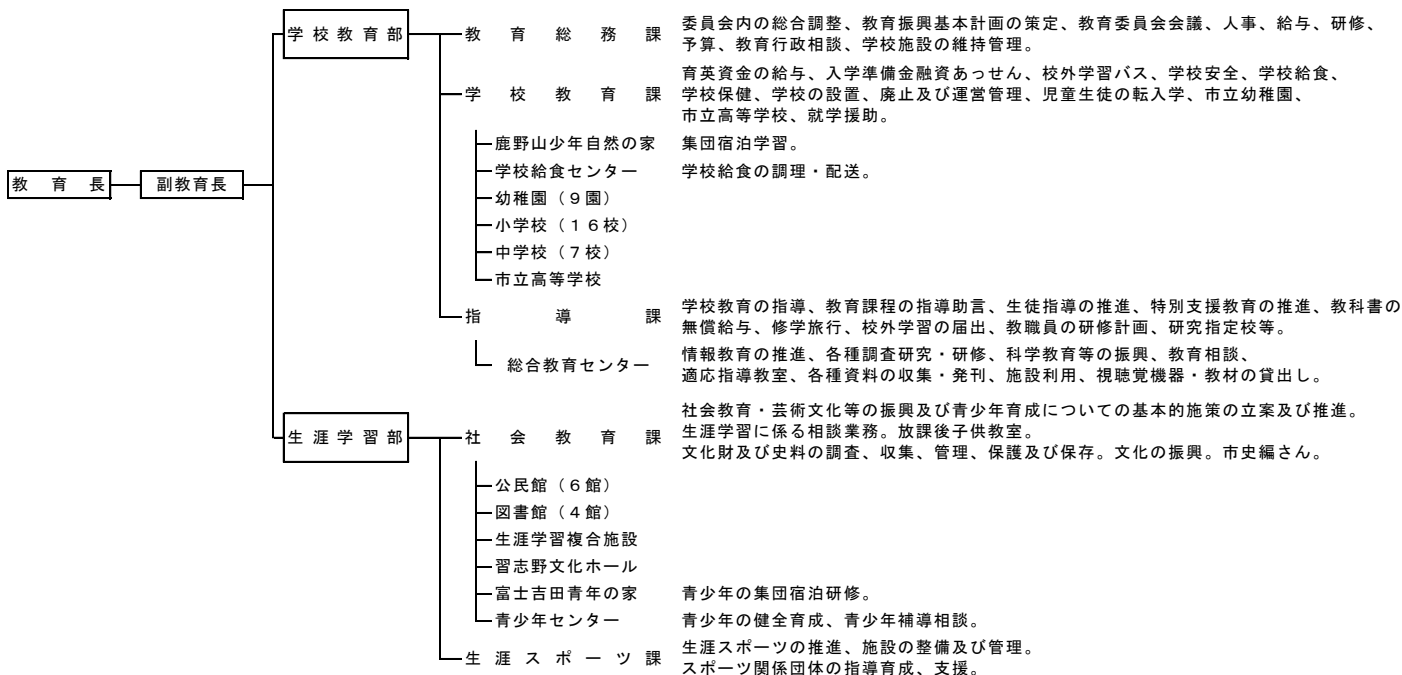 学校教育部
教育総務課
委員会内の総合調整、教育振興基本計画の策定、教育委員会会議、人事、給与、研修、
予算、教育行政相談、学校施設の維持管理。
学校教育課
育英資金の給与、入学準備金融資あっせん、校外学習バス、学校安全、学校給食、
学校保健、学校の設置、廃止及び運営管理、児童生徒の転入学、市立幼稚園、
市立高等学校、就学援助。
鹿野山少年自然の家
集団宿泊学習。
学校給食センター
学校給食の調理・配送。
教育長
副教育長
幼稚園(9園)
小学校(16校)
中学校(7校)
市立高等学校
指導課
学校教育の指導、教育課程の指導助言、生徒指導の推進、特別支援教育の推進、教科書の
無償給与、修学旅行、校外学習の届出、教職員の研修計画、研究指定校等。
総合教育センター
情報教育の推進、各種調査研究・研修、科学教育等の振興、教育相談、
適応指導教室、各種資料の収集・発刊、施設利用、視聴覚機器・教材の貸出し。
生涯学習部
社会教育課
社会教育・芸術文化等の振興及び青少年育成についての基本的施策の立案及び推進。
生涯学習に係る相談業務。放課後子供教室。
文化財及び史料の調査、収集、管理、保護及び保存。文化の振興。市史編さん。
公民館(6館)
図書館(4館)
生涯学習複合施設
習志野文化ホール
富士吉田青年の家
青少年の集団宿泊研修。
青少年センター
青少年の健全育成、青少年補導相談。
生涯スポーツ課
生涯スポーツの推進、施設の整備及び管理。
スポーツ関係団体の指導育成、支援。